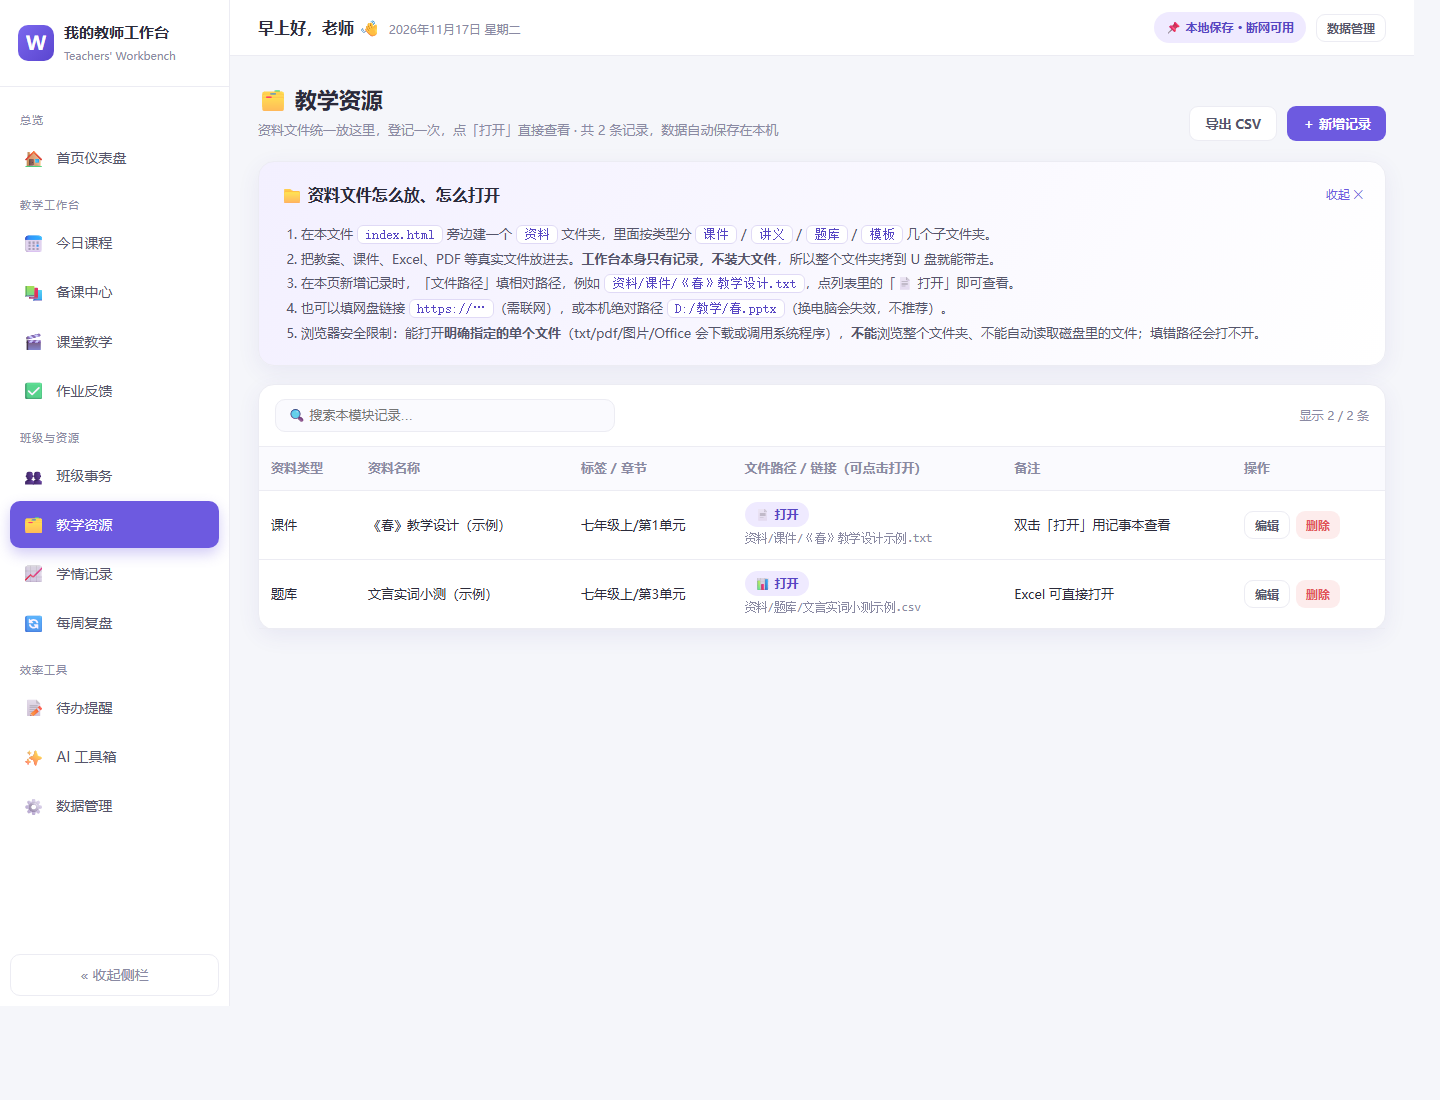 W
我的教师工作台
Teachers' Workbench
总览
首页仪表盘
教学工作台
今日课程
备课中心
课堂教学
作业反馈
班级与资源
班级事务
教学资源
学情记录
每周复盘
效率工具
待办提醒
AI 工具箱
数据管理
« 收起侧栏
早上好，老师 2026年11月17日 星期二
本地保存 • 断网可用
数据管理
教学资源
资料文件统一放这里，登记一次，点「打开」直接查看 · 共 2 条记录，数据自动保存在本机
导出 CSV
+ 新增记录
资料文件怎么放、怎么打开
收起 ×
1. 在本文件 index.html 旁边建一个 资料 文件夹，里面按类型分 课件 / 讲义 / 题库 / 模板 几个子文件夹。
2. 把教案、课件、Excel、PDF 等真实文件放进去。工作台本身只有记录，不装大文件，所以整个文件夹拷到 U 盘就能带走。
3. 在本页新增记录时，「文件路径」填相对路径，例如 资料/课件/《春》教学设计.txt，点列表里的「 打开」即可查看。
4. 也可以填网盘链接 https://… （需联网），或本机绝对路径 D:/教学/春.pptx （换电脑会失效，不推荐）。
5. 浏览器安全限制：能打开明确指定的单个文件（txt/pdf/图片/Office 会下载或调用系统程序），不能浏览整个文件夹、不能自动读取磁盘里的文件；填错路径会打不开。
搜索本模块记录...
显示 2 / 2 条
资料类型 资料名称 标签 / 章节 文件路径 / 链接（可点击打开） 备注 操作
课件 《春》教学设计（示例） 七年级上/第1单元 打开 双击「打开」用记事本查看 编辑 删除
资料/课件/《春》教学设计示例.txt
题库 文言实词小测（示例） 七年级上/第3单元 打开 Excel 可直接打开 编辑 删除
资料/题库/文言实词小测示例.csv